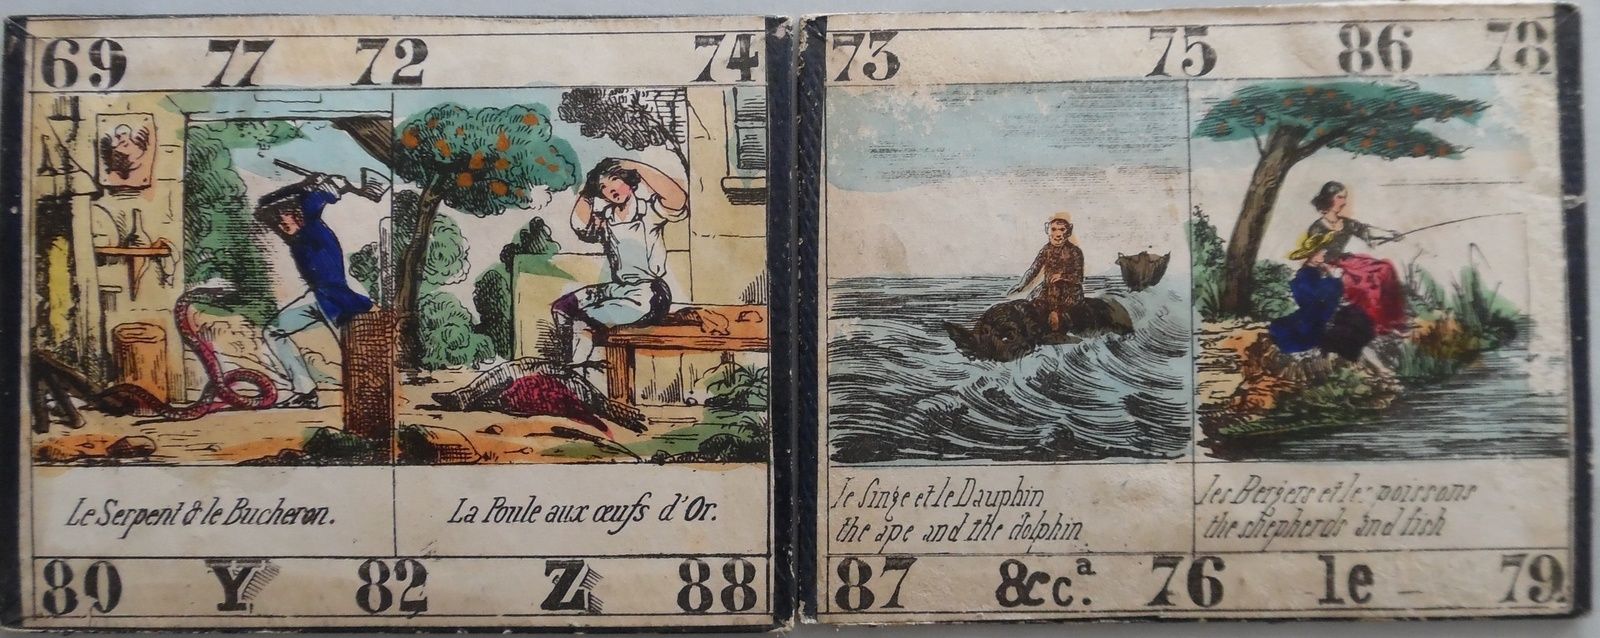 69 77 72 74
Le Serpent & le Bucheron.
La Poule aux œufs d'Or.
80 Y 82 Z 88
73 75 86 78
le Singe et le Dauphin
the ape and the dolphin
les Bergers et les poissons
the shepherds and fish
87 &cª. 76 le 79